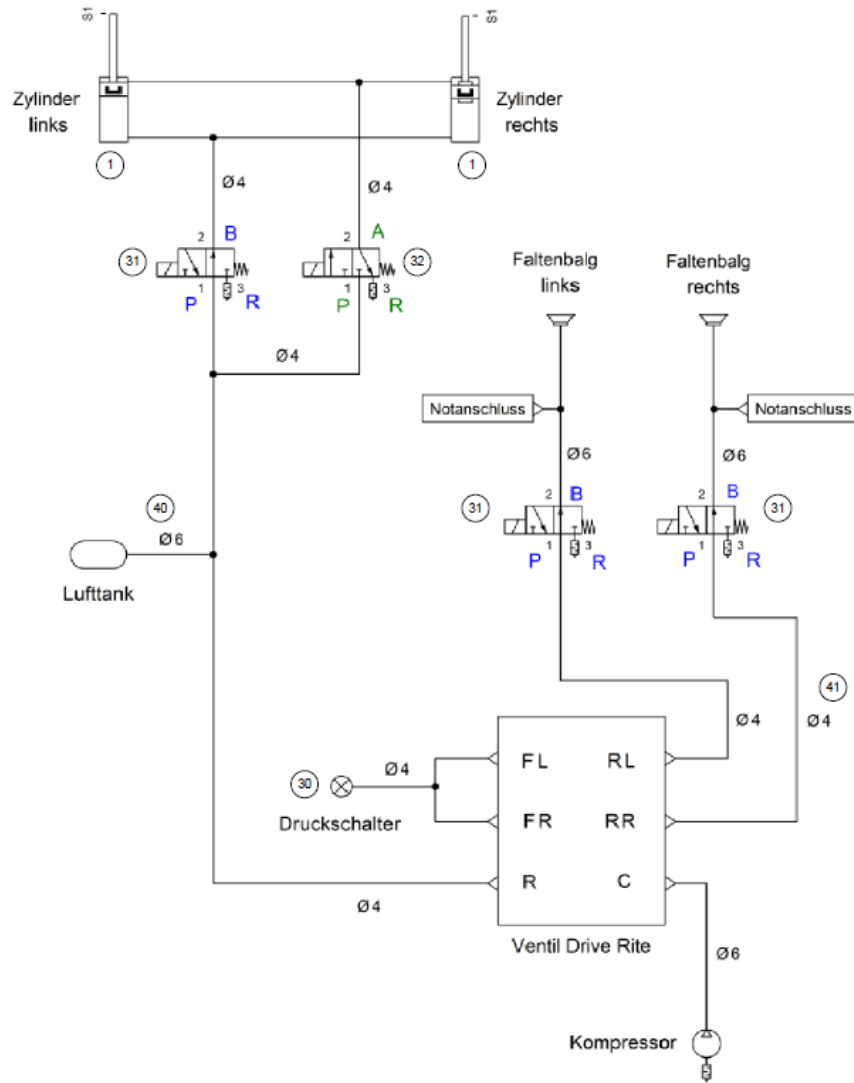 S1
S1
Zylinder
links
Zylinder
rechts
1
1
Ø4
Ø4
2 B
2 A
31
32
1 3
1 3
P R
P R
Ø4
Faltenbalg
links
Faltenbalg
rechts
Notanschluss
Notanschluss
Ø6
Ø6
40
Ø6
Lufttank
31
2 B
2 B
31
1 3
1 3
P R
P R
41
Ø4
Ø4
30
Ø4
Druckschalter
FL RL
FR RR
R C
Ø4
Ventil Drive Rite
Ø6
Kompressor